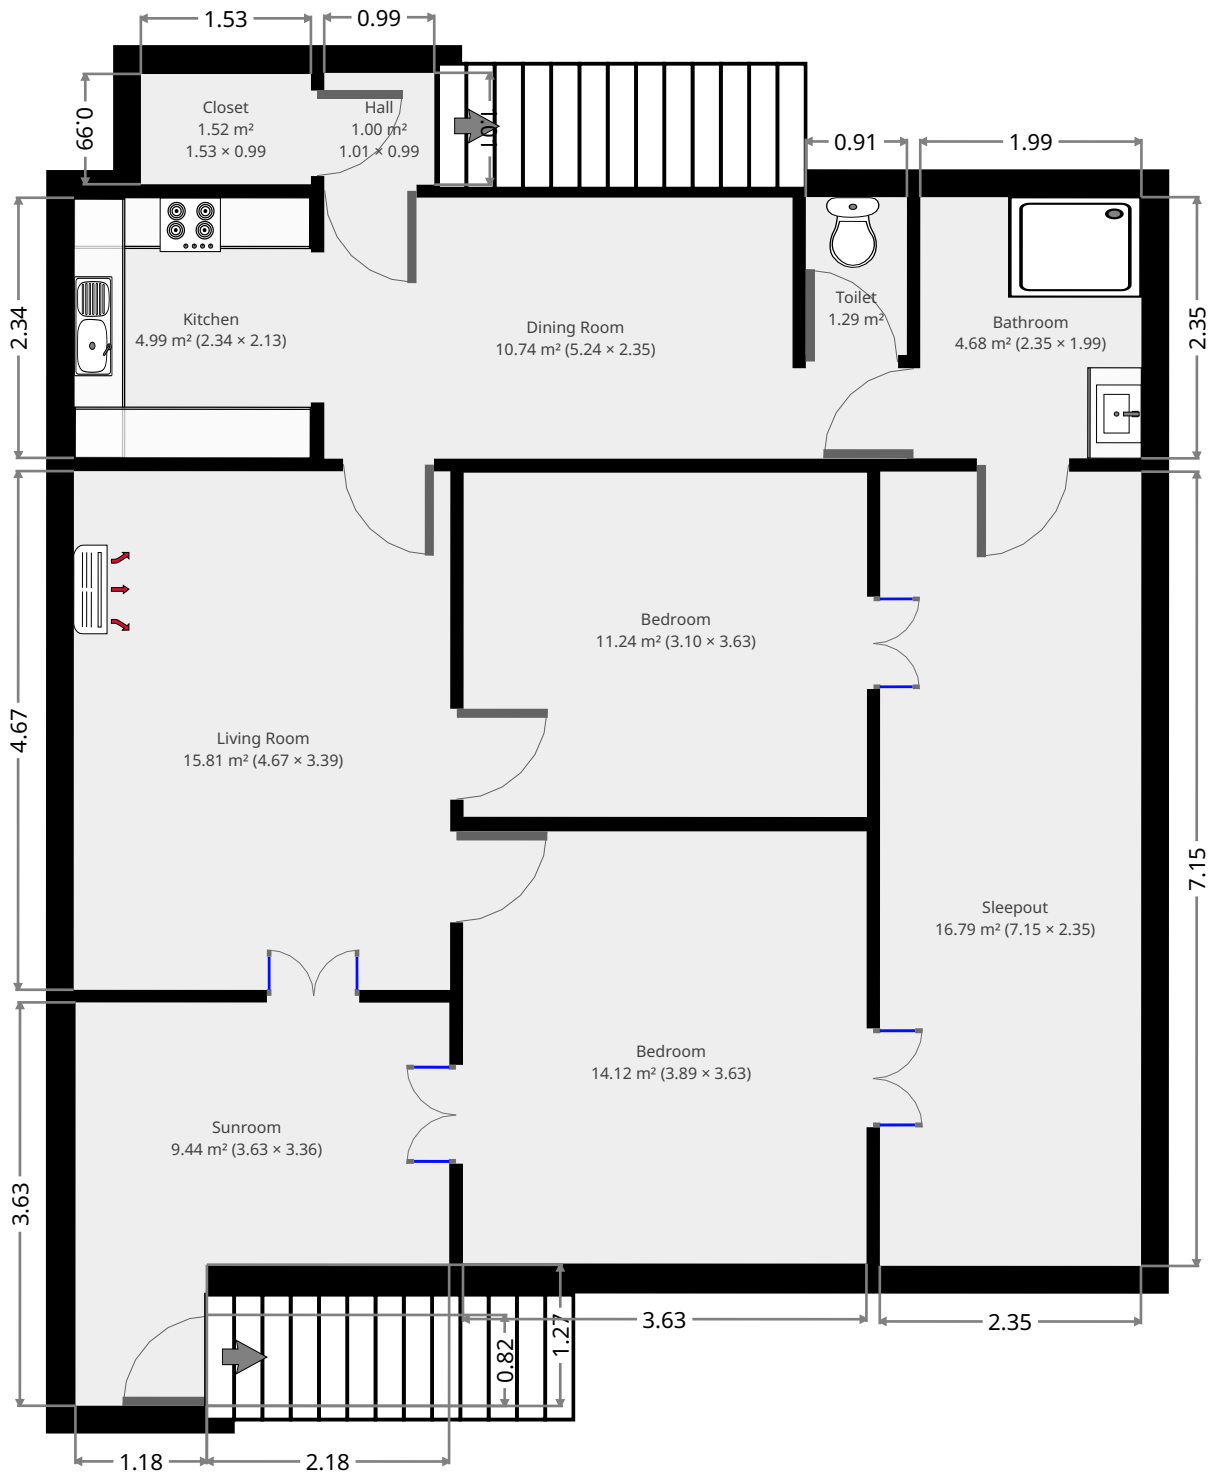 1.53
0.99
0.99
Closet
1.52 m²
1.53 × 0.99
Hall
1.00 m²
1.01 × 0.99
1.01
0.91
1.99
2.34
Kitchen
4.99 m² (2.34 × 2.13)
Dining Room
10.74 m² (5.24 × 2.35)
Toilet
1.29 m²
Bathroom
4.68 m² (2.35 × 1.99)
2.35
4.67
Living Room
15.81 m² (4.67 × 3.39)
Bedroom
11.24 m² (3.10 × 3.63)
Sleepout
16.79 m² (7.15 × 2.35)
7.15
Bedroom
14.12 m² (3.89 × 3.63)
Sunroom
9.44 m² (3.63 × 3.36)
3.63
0.82
1.27
3.63
2.35
1.18
2.18